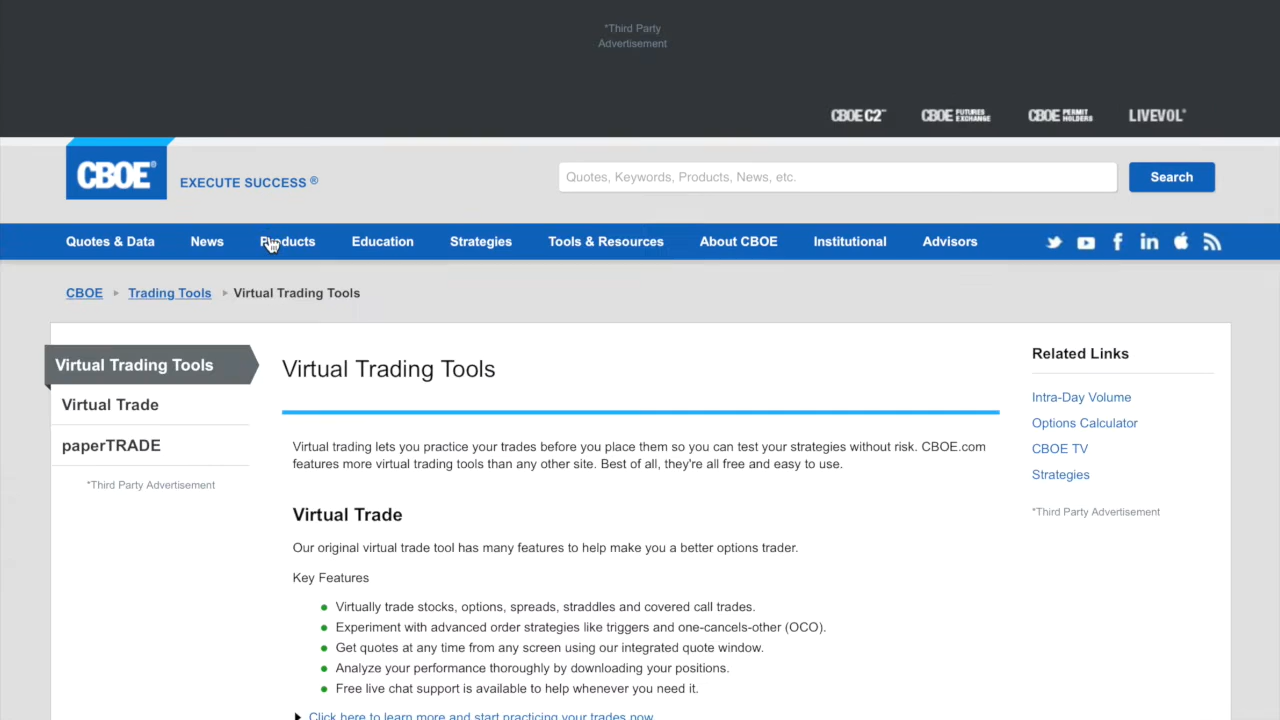 *Third Party
Advertisement
CBOE C2™ CBOE FUTURES EXCHANGE CBOE PERMIT HOLDERS LIVEVOL®
CBOE® EXECUTE SUCCESS ®
Quotes, Keywords, Products, News, etc. Search
Quotes & Data News Products Education Strategies Tools & Resources About CBOE Institutional Advisors
CBOE Trading Tools Virtual Trading Tools
Virtual Trading Tools
Virtual Trade
paperTRADE
*Third Party Advertisement
Virtual Trading Tools
Virtual trading lets you practice your trades before you place them so you can test your strategies without risk. CBOE.com
features more virtual trading tools than any other site. Best of all, they're all free and easy to use.
Virtual Trade
Our original virtual trade tool has many features to help make you a better options trader.
Key Features
Virtually trade stocks, options, spreads, straddles and covered call trades.
Experiment with advanced order strategies like triggers and one-cancels-other (OCO).
Get quotes at any time from any screen using our integrated quote window.
Analyze your performance thoroughly by downloading your positions.
Free live chat support is available to help whenever you need it.
Click here to learn more and start practicing your trades now.
Related Links
Intra-Day Volume
Options Calculator
CBOE TV
Strategies
*Third Party Advertisement